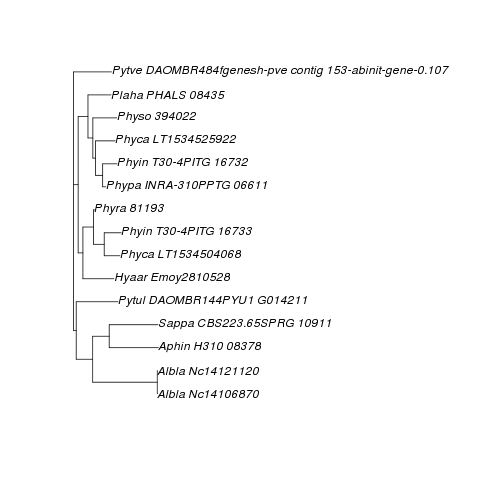 Pytve DAOMBR484fgenesh-pve contig 153-abinit-gene-0.107
Plaha PHALS 08435
Physo 394022
Phyca LT1534525922
Phyin T30-4PITG 16732
Phypa INRA-310PPTG 06611
Phyra 81193
Phyin T30-4PITG 16733
Phyca LT1534504068
Hyaar Emoy2810528
Pytul DAOMBR144PYU1 G014211
Sappa CBS223.65SPRG 10911
Aphin H310 08378
Albla Nc14121120
Albla Nc14106870